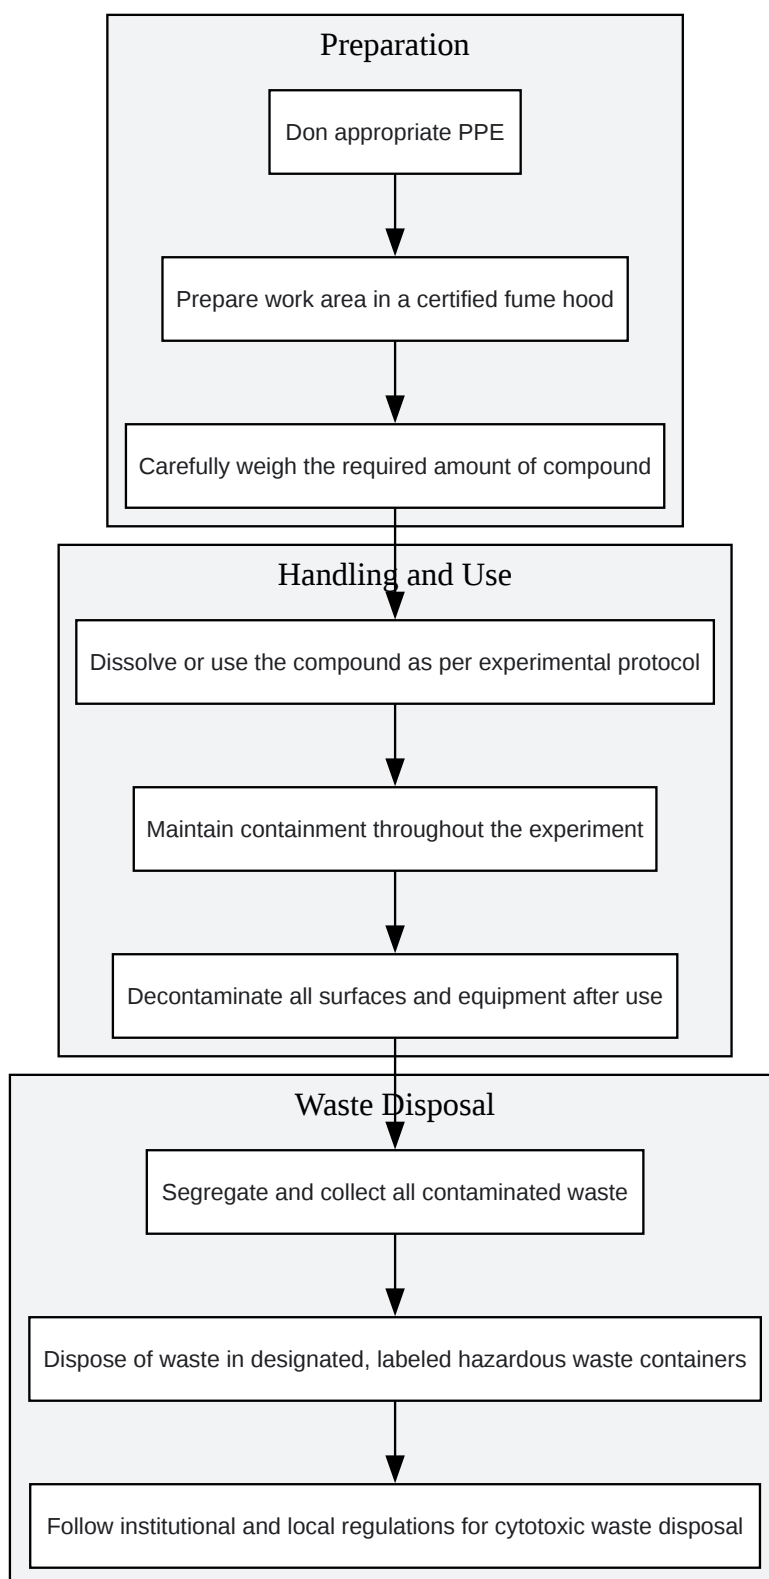 Preparation
Don appropriate PPE
Prepare work area in a certified fume hood
Carefully weigh the required amount of compound
Handling and Use
Dissolve or use the compound as per experimental protocol
Maintain containment throughout the experiment
Decontaminate all surfaces and equipment after use
Waste Disposal
Segregate and collect all contaminated waste
Dispose of waste in designated, labeled hazardous waste containers
Follow institutional and local regulations for cytotoxic waste disposal